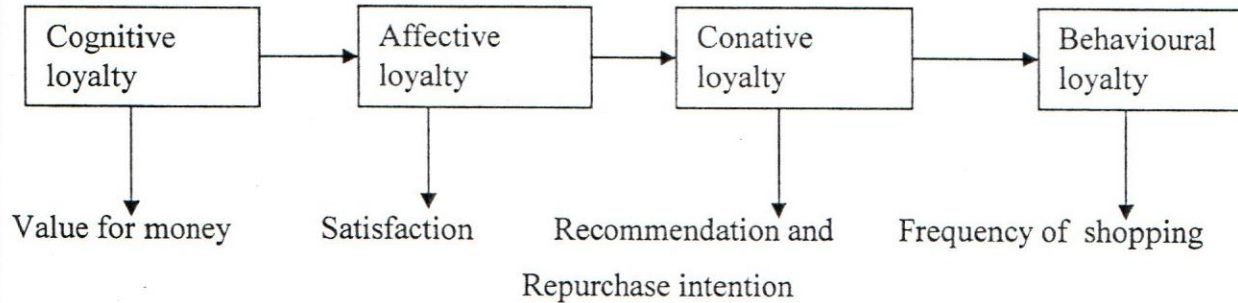 Cognitive
loyalty
Affective
loyalty
Conative
loyalty
Behavioural
loyalty
Value for money
Satisfaction
Recommendation and
Repurchase intention
Frequency of shopping